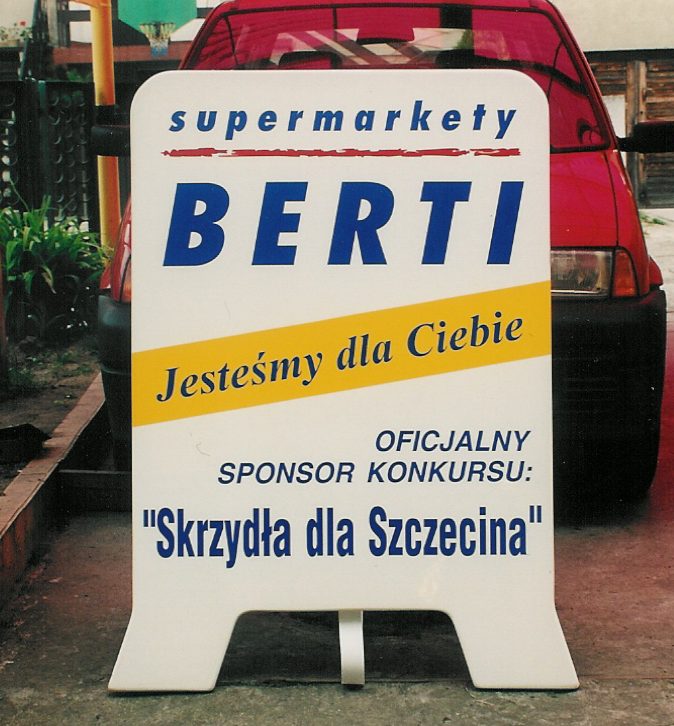 supermarkety
BERTI
Jesteśmy dla Ciebie
OFICJALNY
SPONSOR KONKURSU:
"Skrzydła dla Szczecina"